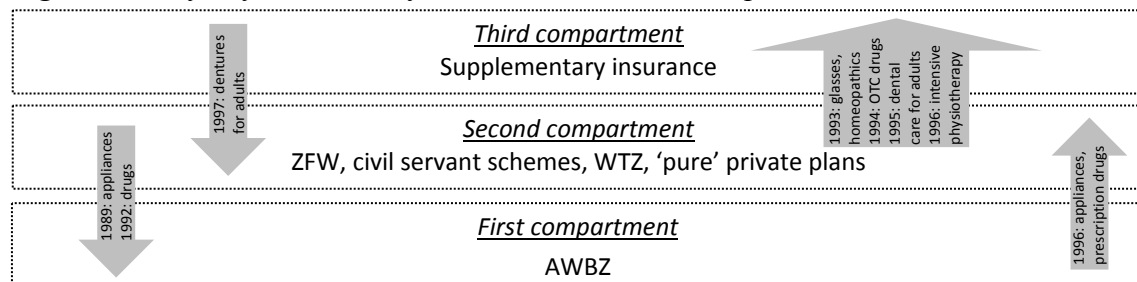 Third compartment
Supplementary insurance
Second compartment
ZFW, civil servant schemes, WTZ, ‘pure’ private plans
First compartment
AWBZ
1989: appliances
1992: drugs
1997: dentures
for adults
1993: glasses,
homeopathics
1994: OTC drugs
1995: dental
care for adults
1996: intensive
physiotherapy
1996: appliances,
prescription drugs